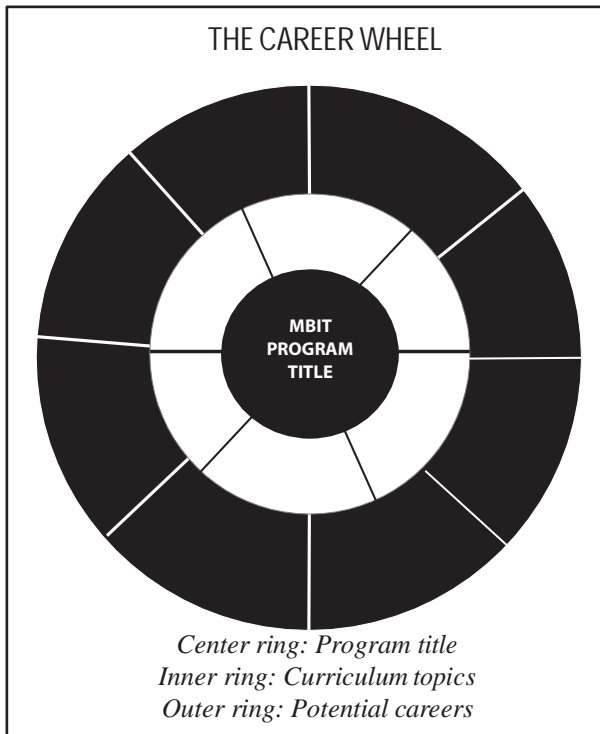 THE CAREER WHEEL
MBIT
PROGRAM
TITLE
Center ring: Program title
Inner ring: Curriculum topics
Outer ring: Potential careers